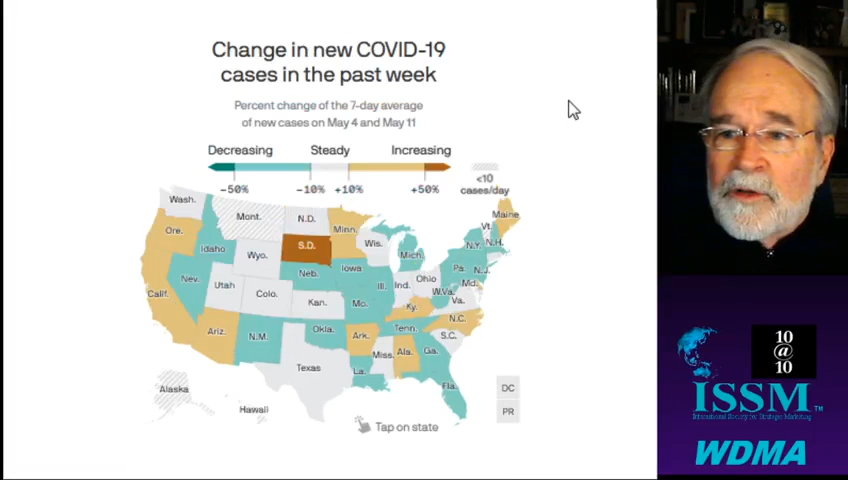 Change in new COVID-19
cases in the past week
Percent change of the 7-day average
of new cases on May 4 and May 11
Decreasing Steady Increasing
-50% -10% +10% +50%
<10
cases/day
Wash. Mont. N.D. Minn. Maine
Ore. Idaho Wyo. S.D. Wis. Mich. Vt. N.H. N.Y.
Nev. Utah Colo. Neb. Iowa Ill. Ind. Ohio Pa. N.J.
Calif. Kan. Mo. Ky. W.Va. Va. Md.
Ariz. N.M. Okla. Ark. Tenn. N.C. S.C.
Texas La. Miss. Ala. Ga. Fla.
Alaska Hawaii
DC
PR
Tap on state
10
@
10
ISSM™
International Society for Strategic Marketing
WDMA